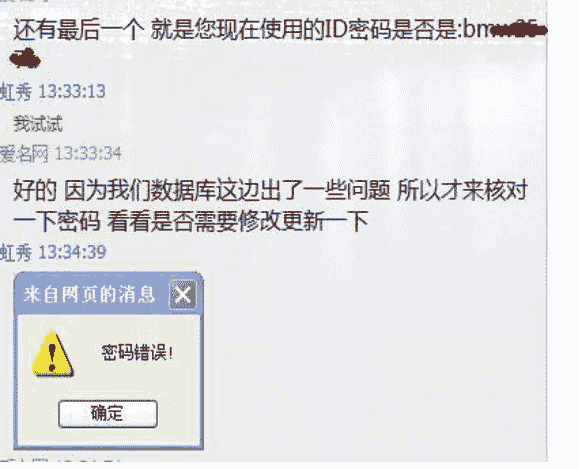 还有最后一个 就是您现在使用的ID密码是否是:bm
虹秀 13:33:13
我试试
爱名网 13:33:34
好的 因为我们数据库这边出了一些问题 所以才来核对
一下密码 看看是否需要修改更新一下
虹秀 13:34:39
来自网页的消息
密码错误!
确定